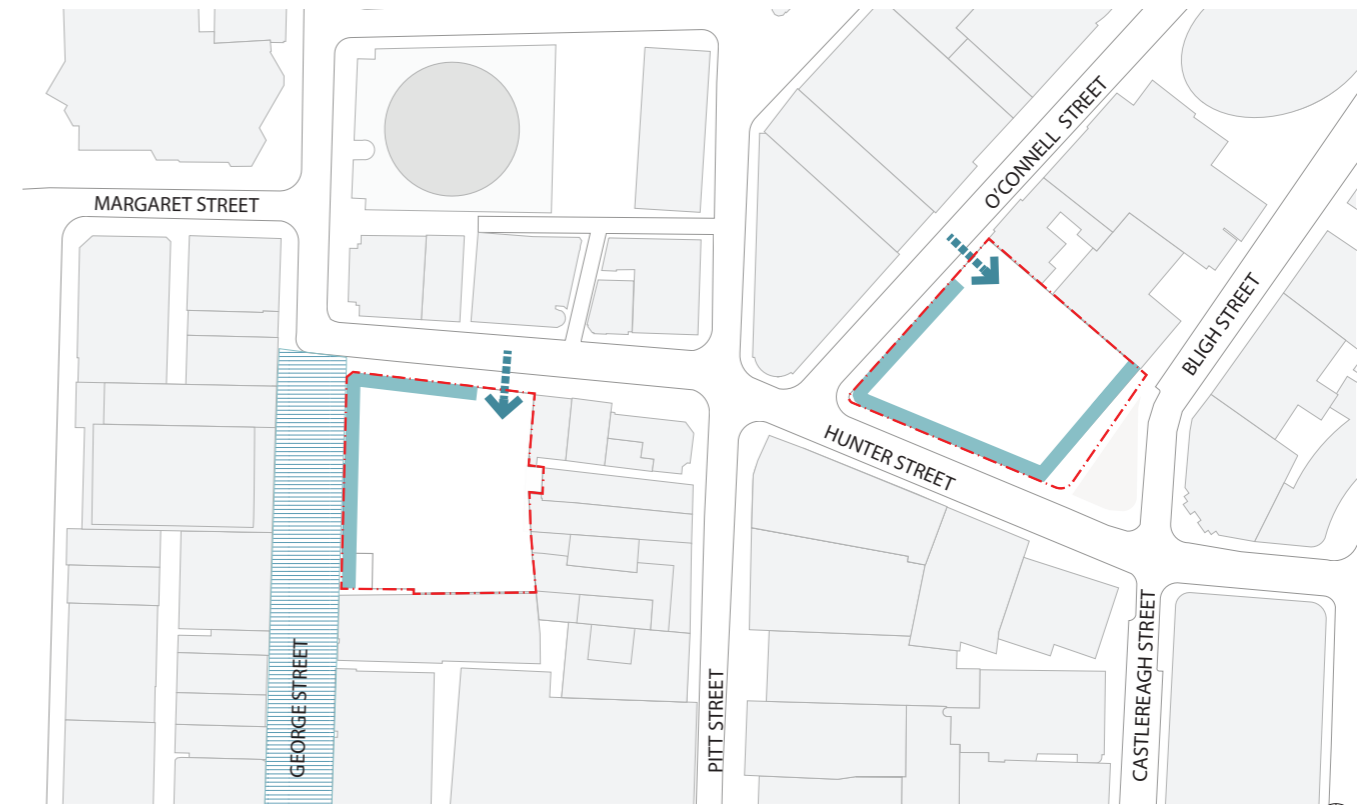 O'CONNELL STREET
MARGARET STREET
BLIGH STREET
HUNTER STREET
GEORGE STREET
PITT STREET
CASTLEREAGH STREET